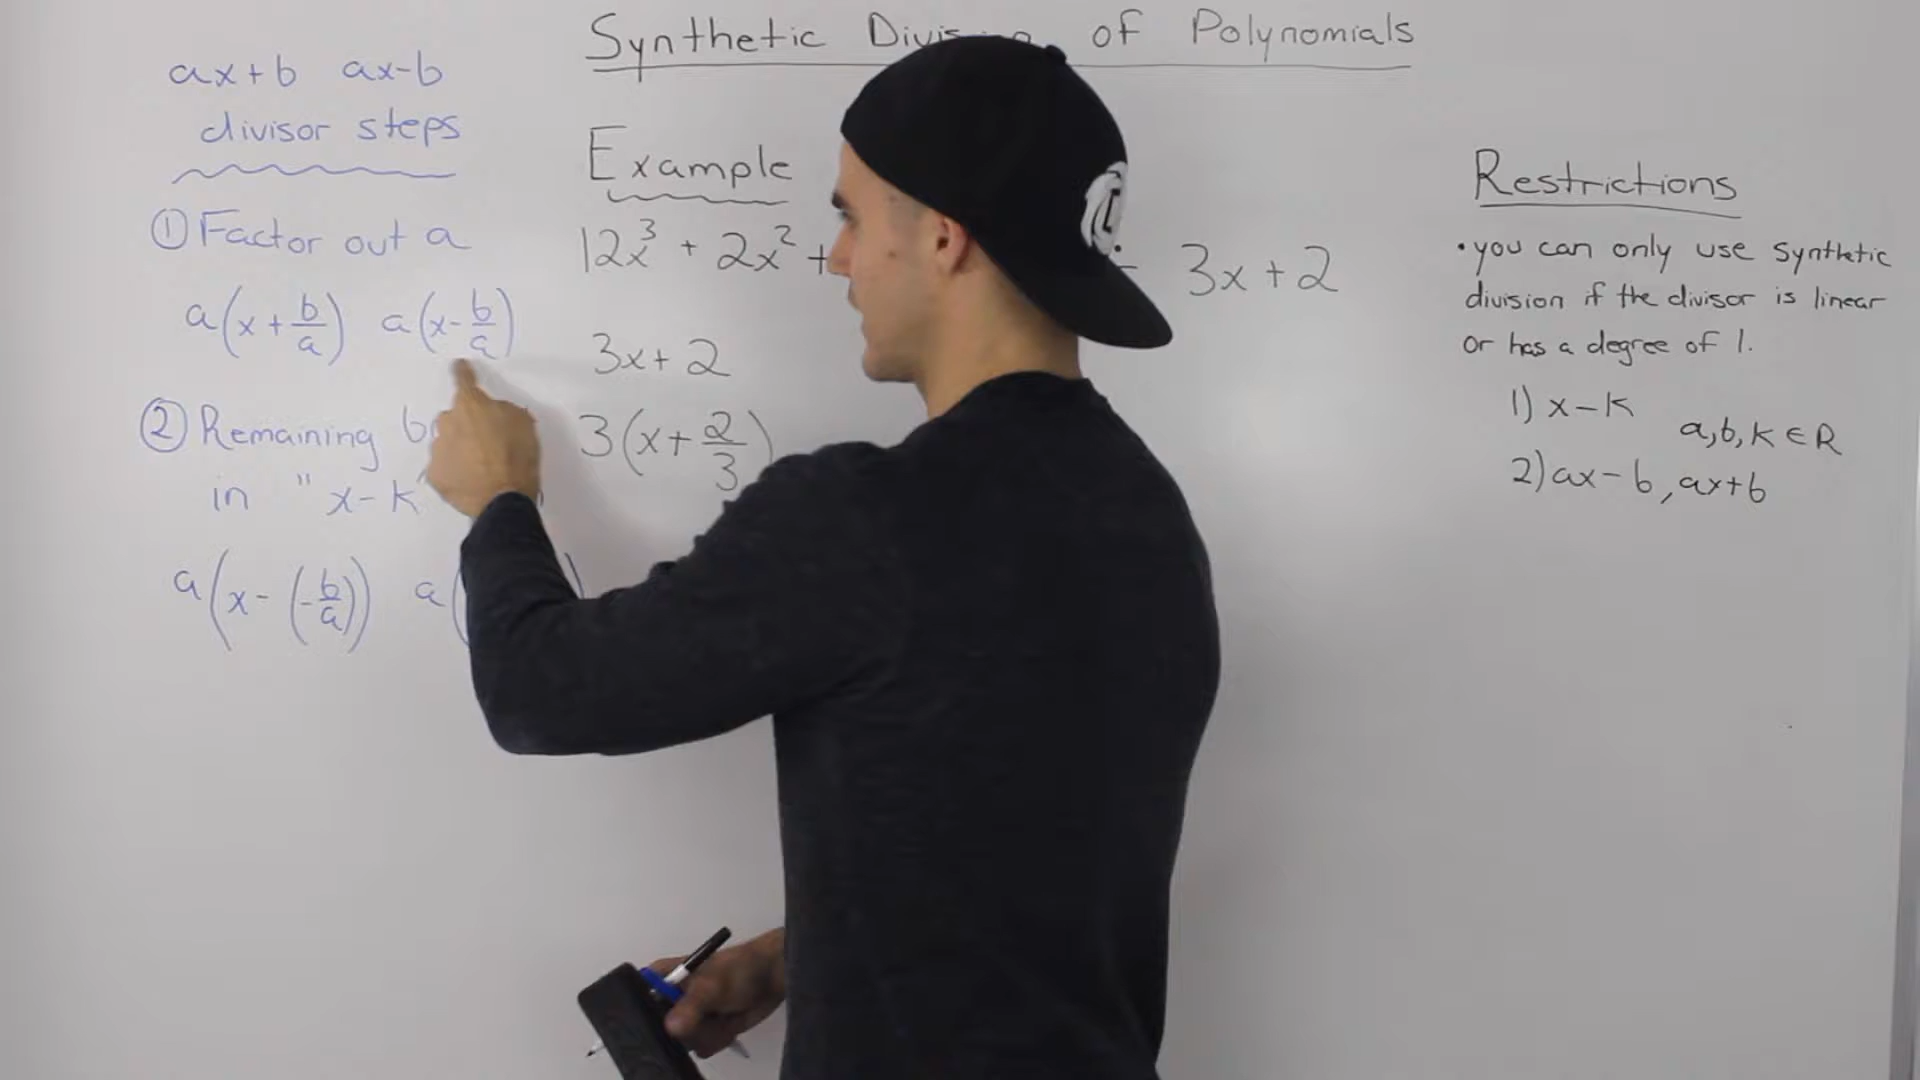 Synthetic of Polynomials
ax+b ax-b
divisor steps
① Factor out a
a(x + b/a) a(x - b/a)
② Remaining
in "x-k"
a(x - (-b/a)) a(
Example
12x³ + 2x² + 3x + 2
3x + 2
3(x + 2/3)
Restrictions
• you can only use synthetic
division if the divisor is linear
or has a degree of 1.
1) x - k
a, b, k ∈ R
2) ax - b, ax + b